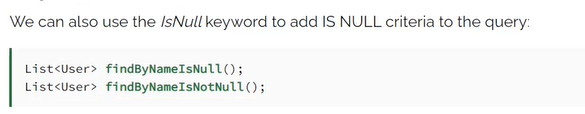 We can also use the IsNull keyword to add IS NULL criteria to the query:
List<User> findByNameIsNull();
List<User> findByNameIsNotNull();